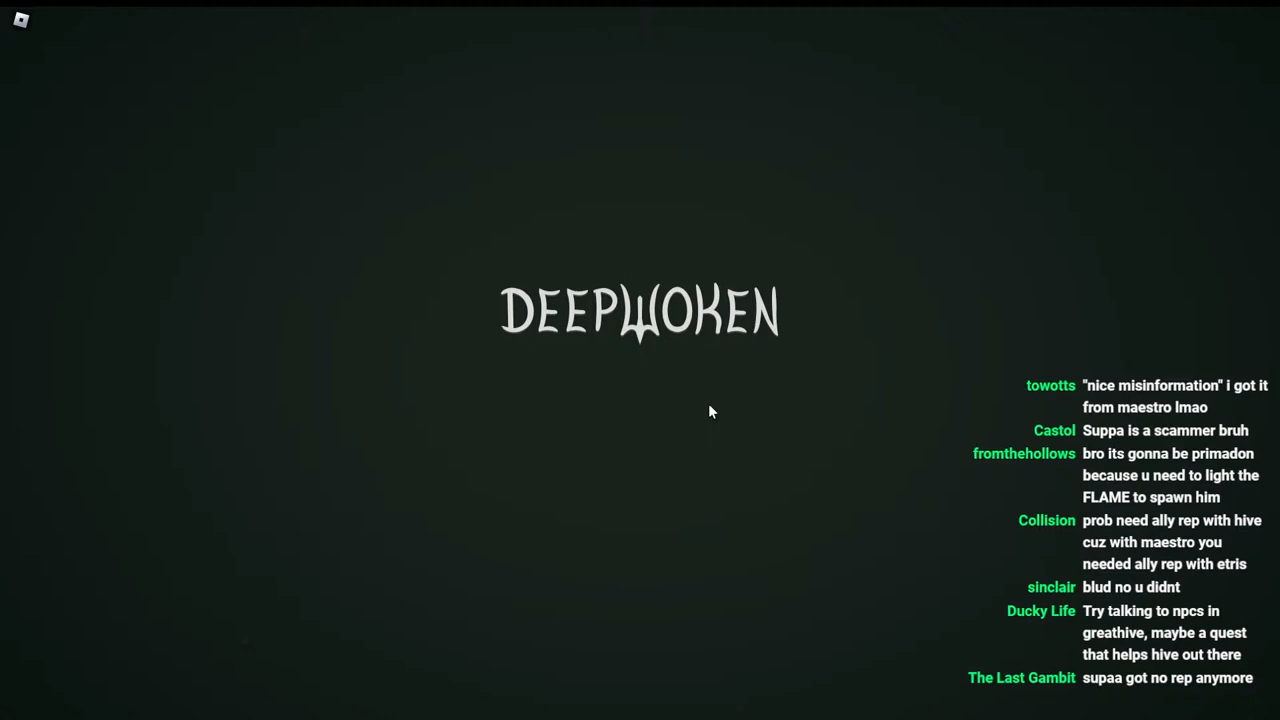 DEEPWOKEN
towotts "nice misinformation" i got it
from maestro lmao
Castol Suppa is a scammer bruh
fromthehollows bro its gonna be primadon
because u need to light the
FLAME to spawn him
Collision prob need ally rep with hive
cuz with maestro you
needed ally rep with etris
sinclair blud no u didnt
Ducky Life Try talking to npcs in
greathive, maybe a quest
that helps hive out there
The Last Gambit supaa got no rep anymore